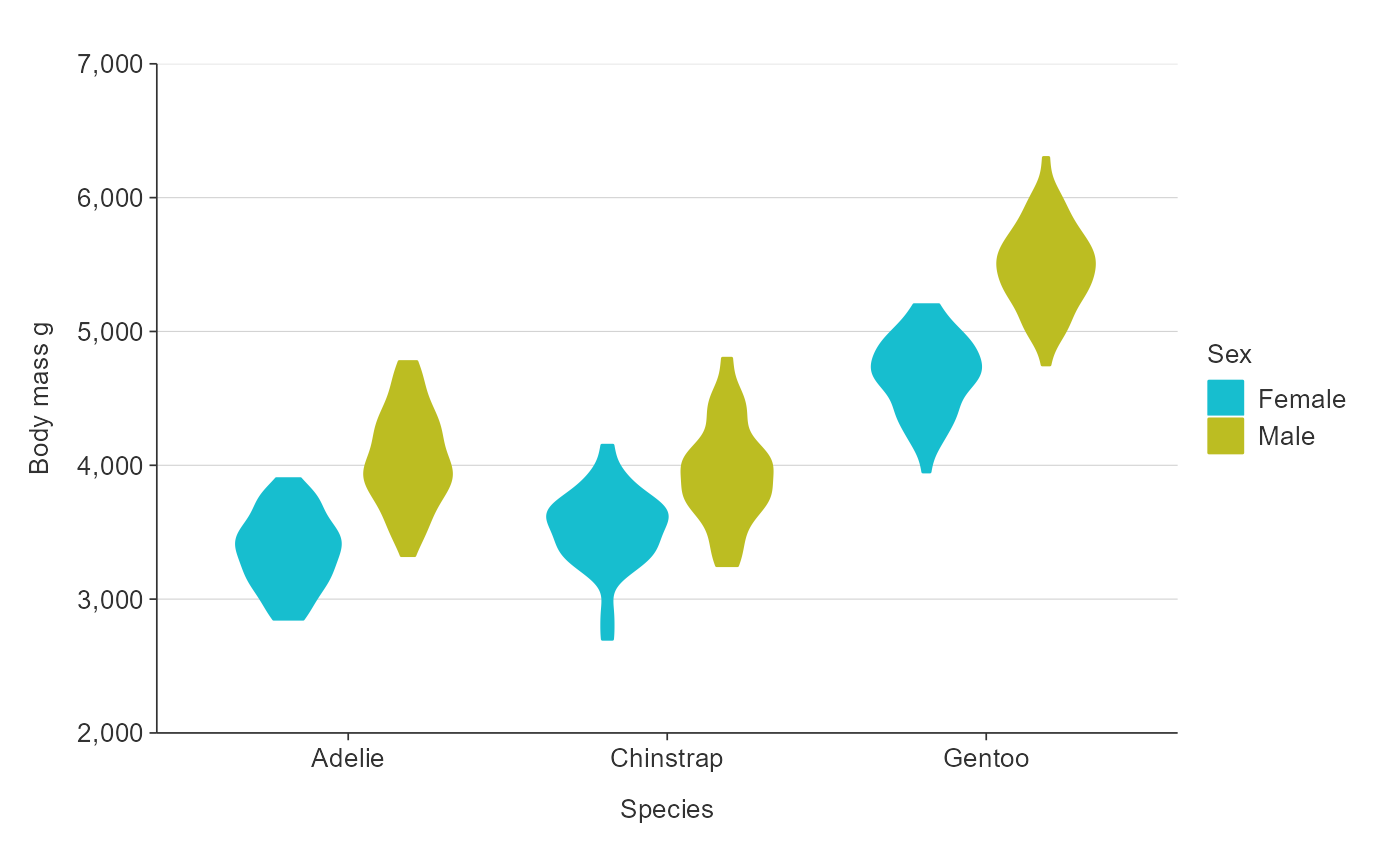 7,000
6,000
5,000
4,000
3,000
2,000
Body mass g
Adelie
Chinstrap
Gentoo
Species
Sex
Female
Male